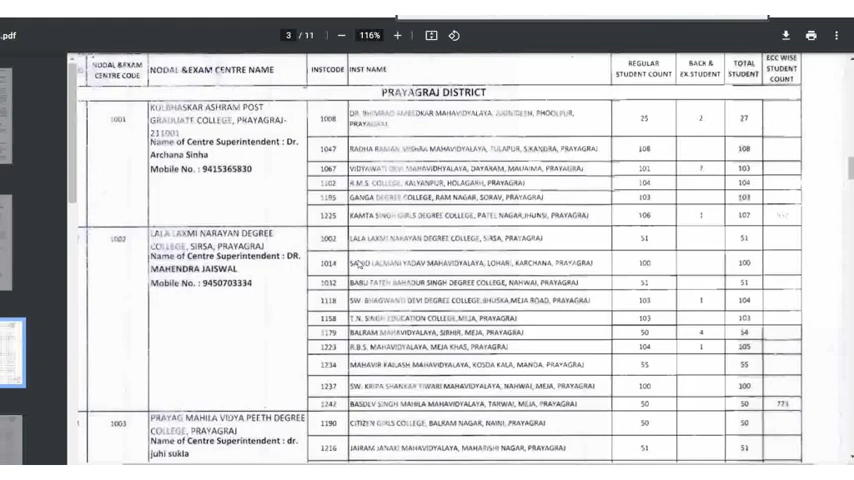 s.pdf
3 / 11
116%
NODAL & EXAM CENTRE CODE NODAL & EXAM CENTRE NAME INSTCODE INST NAME REGULAR STUDENT COUNT BACK & EX STUDENT TOTAL STUDENT ECC WISE STUDENT COUNT
PRAYAGRAJ DISTRICT
1001 KULBHASKAR ASHRAM POST GRADUATE COLLEGE, PRAYAGRAJ-211001
Name of Centre Superintendent : Dr. Archana Sinha
Mobile No. : 9415365830
1008 DR. BHIMRAO AMBEDKAR MAHAVIDYALAYA, PHOOLPUR, PRAYAGRAJ 25 2 27
1047 RADHA RAMAN MISHRA MAHAVIDYALAYA, TULAPUR, SIKANDRA, PRAYAGRAJ 108 108
1067 VIDYAWATI DEVI MAHAVIDHYALAYA, DAYARAM, MAUAIMA, PRAYAGRAJ 101 103
1102 R.M.S. COLLEGE, KALYANPUR, HOLAGARH, PRAYAGRAJ 104 104
1195 GANGA DEGREE COLLEGE, RAM NAGAR, SORAV, PRAYAGRAJ 103 103
1225 KAMTA SINGH GIRLS DEGREE COLLEGE, PATEL NAGAR,JHUNSI, PRAYAGRAJ 106 1 107
1002 LALA LAXMI NARAYAN DEGREE COLLEGE, SIRSA, PRAYAGRAJ
Name of Centre Superintendent : DR. MAHENDRA JAISWAL
Mobile No. : 9450703334
1002 LALA LAXMI NARAYAN DEGREE COLLEGE, SIRSA, PRAYAGRAJ 51 51
1014 LALMANI YADAV MAHAVIDYALAYA, LOHARI, KARCHANA, PRAYAGRAJ 100 100
1012 BABU FATEH BAHADUR SINGH DEGREE COLLEGE, NAHWAI, PRAYAGRAJ 51 51
1118 SW. BHAGWANTI DEVI DEGREE COLLEGE,BHUSKA,MEJA ROAD, PRAYAGRAJ 103 1 104
1158 T.N. SINGH EDUCATION COLLEGE,MEJA, PRAYAGRAJ 103 103
1179 BALRAM MAHAVIDYALAYA, SIRHIR, MEJA, PRAYAGRAJ 50 4 54
1223 R.B.S. MAHAVIDYALAYA, MEJA KHAS, PRAYAGRAJ 104 1 105
1234 MAHAVIR KAILASH MAHAVIDYALAYA, KOSDA KALA, MANDA, PRAYAGRAJ 55 55
1237 SW. KRIPA SHANKAR TIWARI MAHAVIDYALAYA, NAHWAI, MEJA, PRAYAGRAJ 100 100
1242 BASDEV SINGH MAHILA MAHAVIDYALAYA, TARWAI, MEJA, PRAYAGRAJ 50 50 773
1003 PRAYAG MAHILA VIDYA PEETH DEGREE COLLEGE, PRAYAGRAJ
Name of Centre Superintendent : dr. juhi sukla
1190 CITIZEN GIRLS COLLEGE, BALRAM NAGAR, NAINI, PRAYAGRAJ 50 50
1216 JAIRAM JANAKI MAHAVIDYALAYA, MAHARISHI NAGAR, PRAYAGRAJ 51 51